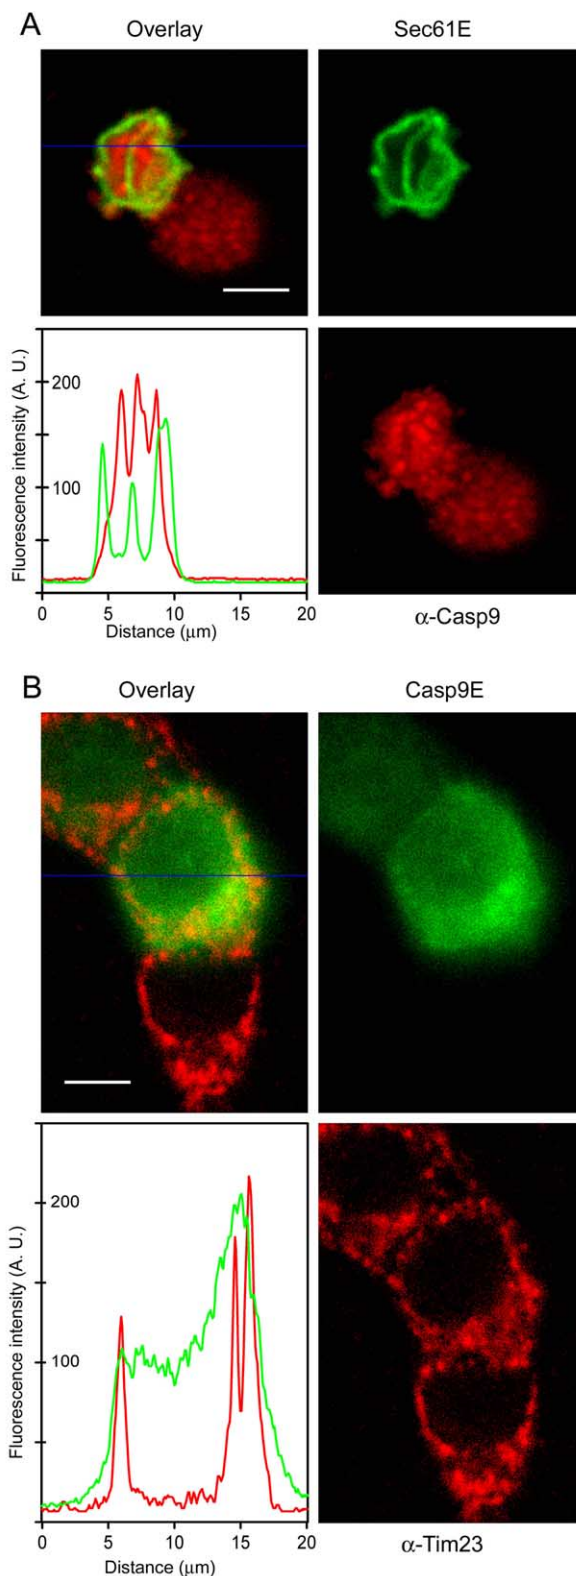 A
Overlay
Sec61E
Fluorescence intensity (A. U.)
200
100
0
5
10
15
20
Distance (μm)
α-Casp9
B
Overlay
Casp9E
Fluorescence intensity (A. U.)
200
100
0
5
10
15
20
Distance (μm)
α-Tim23